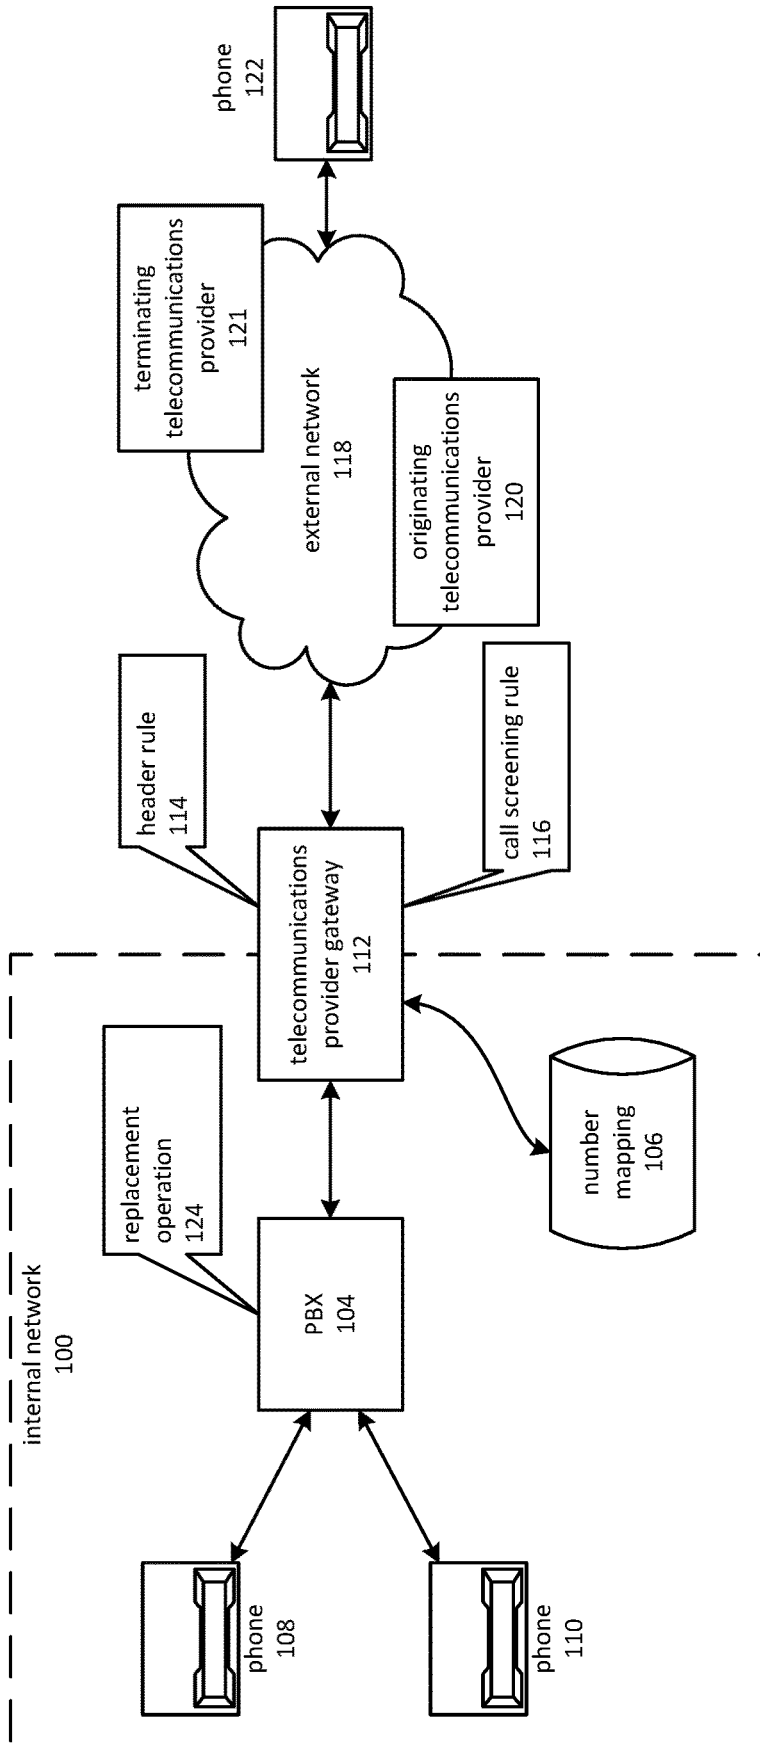 internal network
100
replacement
operation
124
header rule
114
terminating
telecommunications
provider
121
phone
122
phone
108
PBX
104
telecommunications
provider gateway
112
external network
118
phone
110
number
mapping
106
call screening rule
116
originating
telecommunications
provider
120